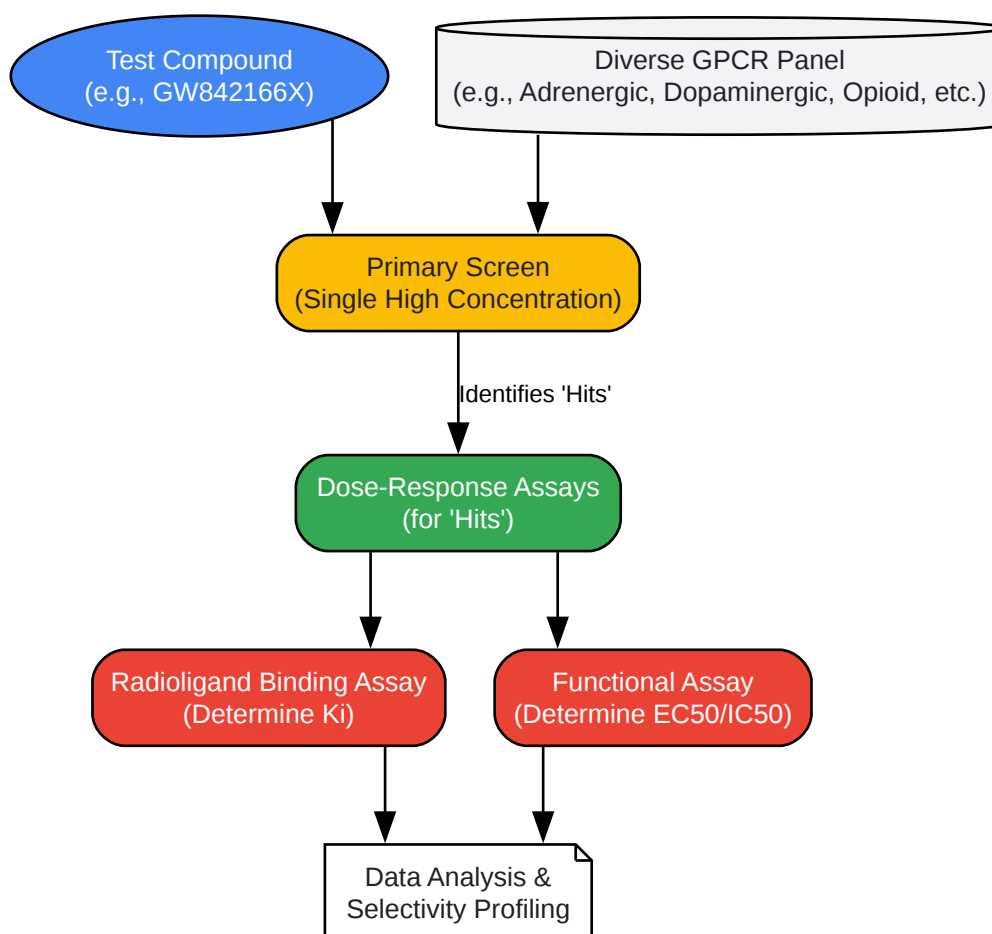 Test Compound
(e.g., GW842166X)
Diverse GPCR Panel
(e.g., Adrenergic, Dopaminergic, Opioid, etc.)
Primary Screen
(Single High Concentration)
Identifies 'Hits'
Dose-Response Assays
(for 'Hits')
Radioligand Binding Assay
(Determine Ki)
Functional Assay
(Determine EC50/IC50)
Data Analysis &
Selectivity Profiling